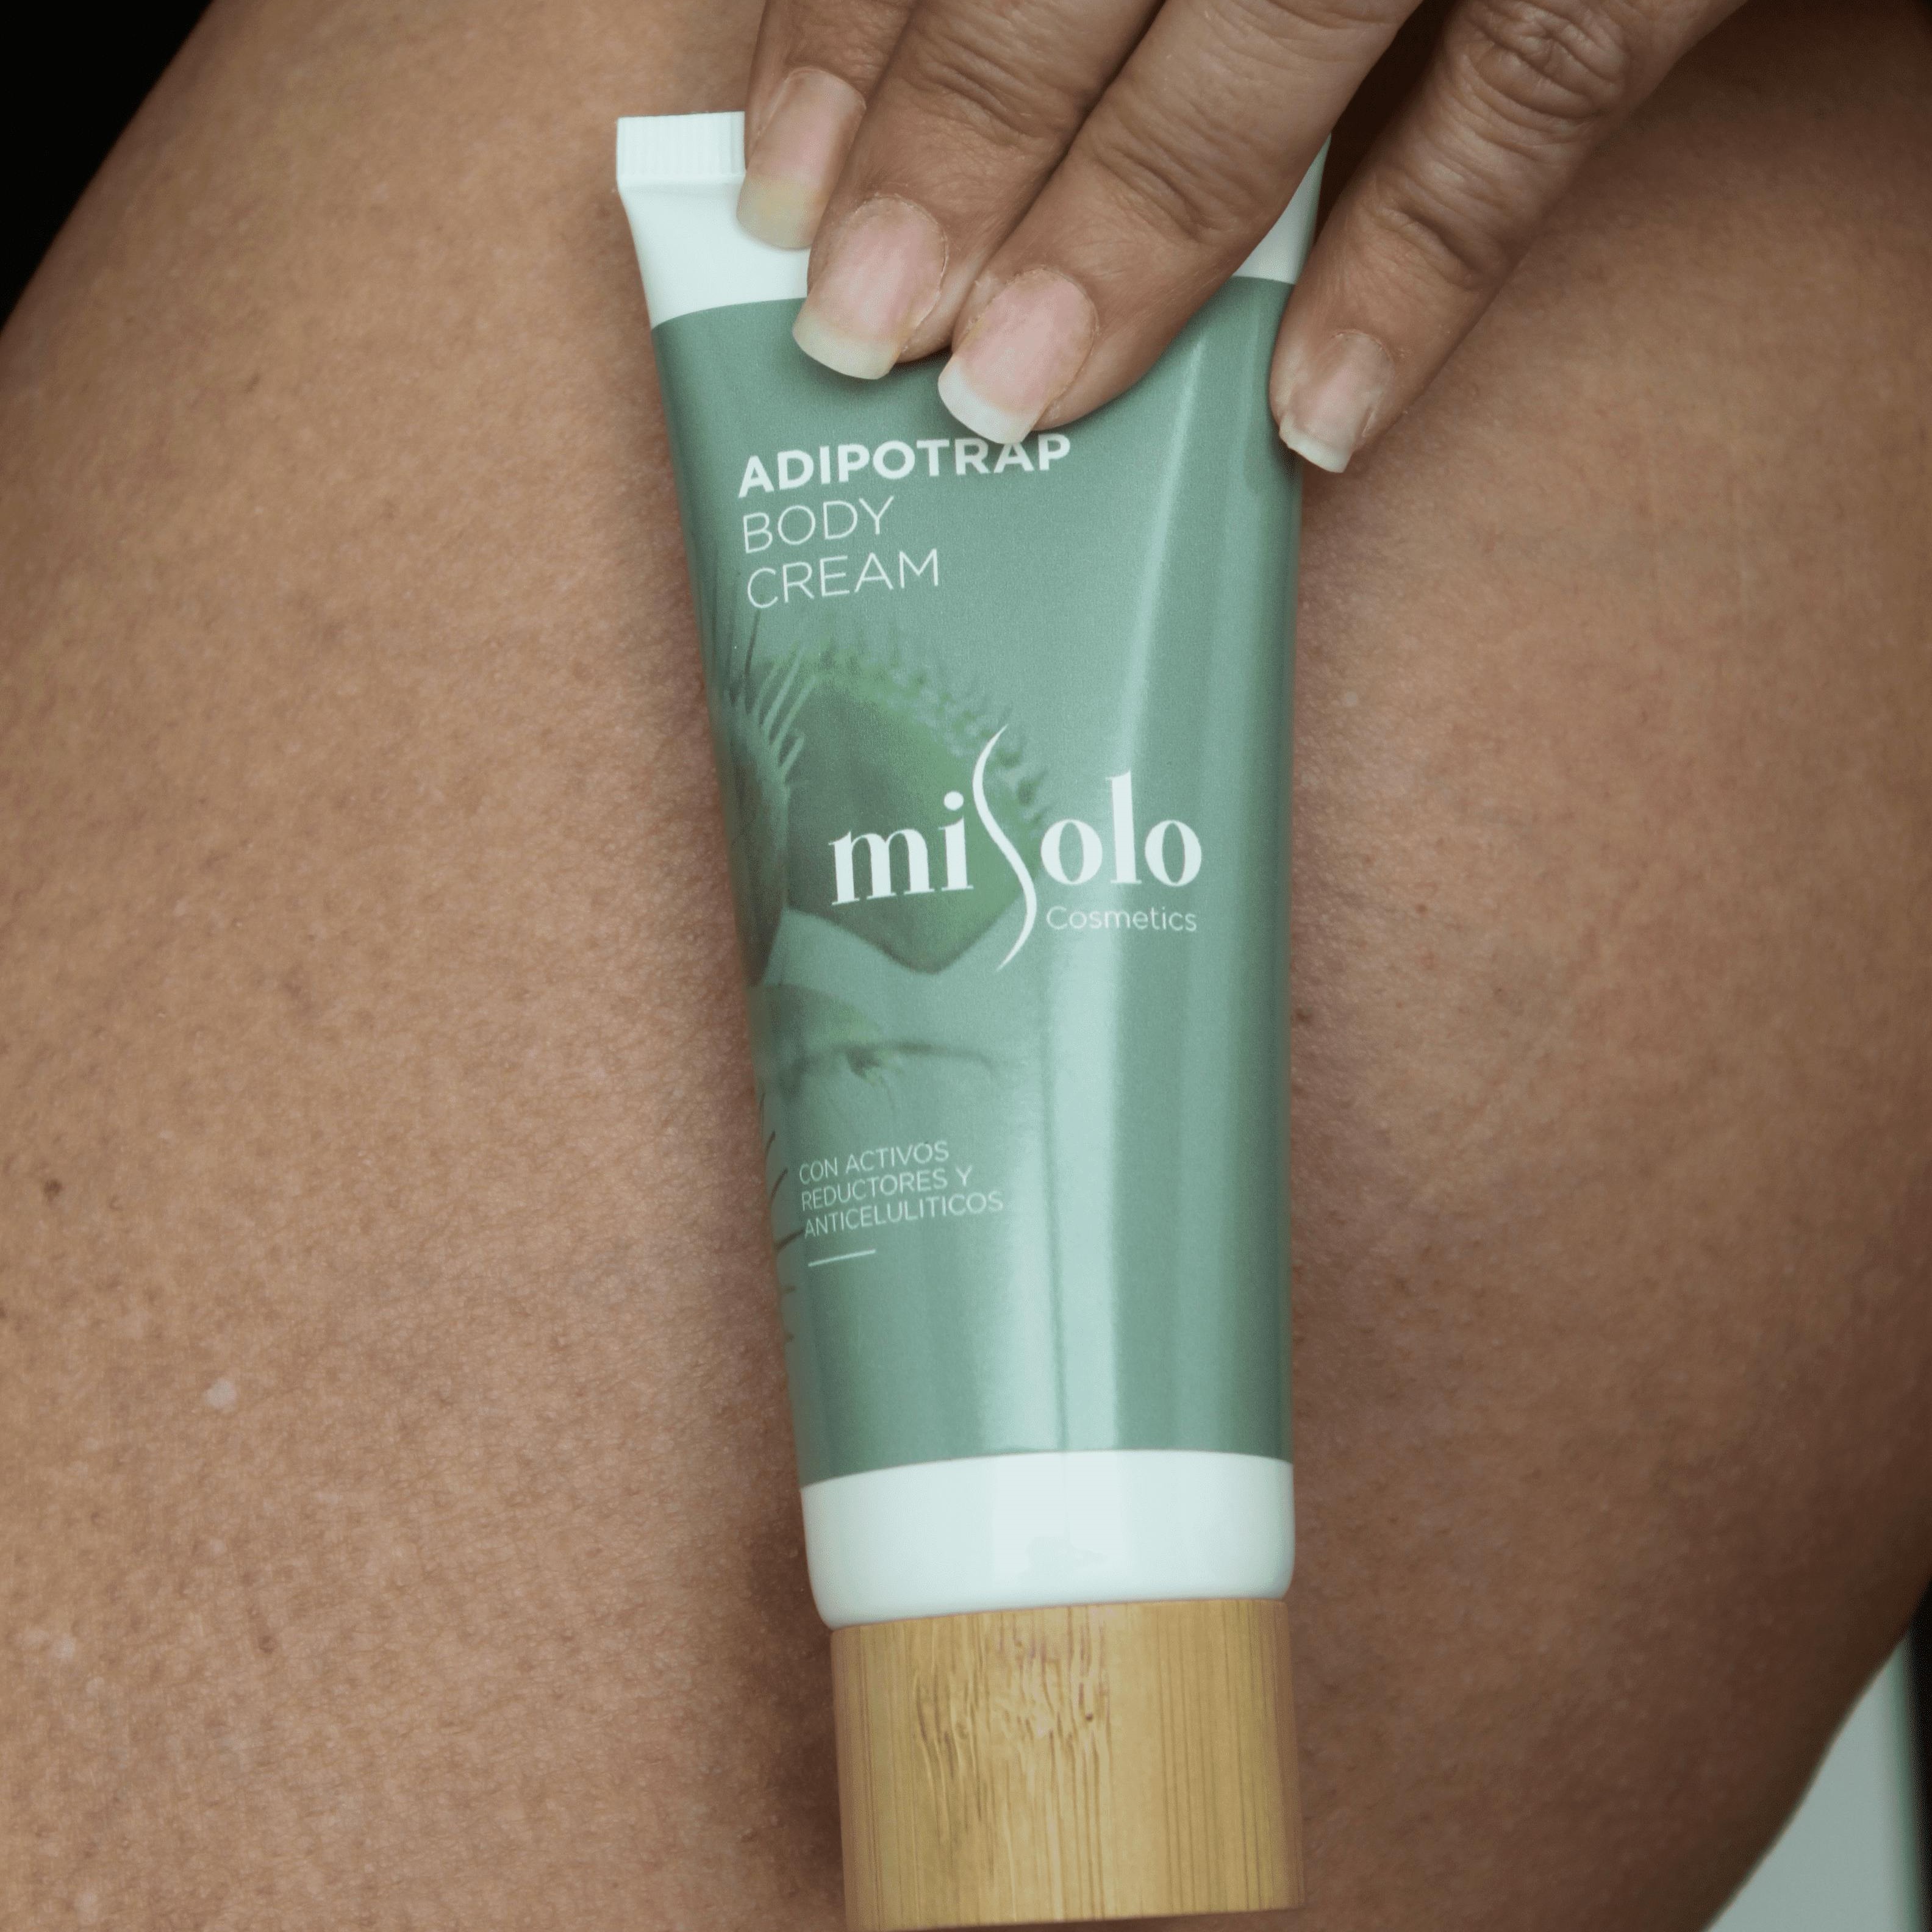 ADIPOTRAP
BODY
CREAM
miSolo
Cosmetics
CON ACTIVOS
REDUCTORES Y
ANTICELULITICOS